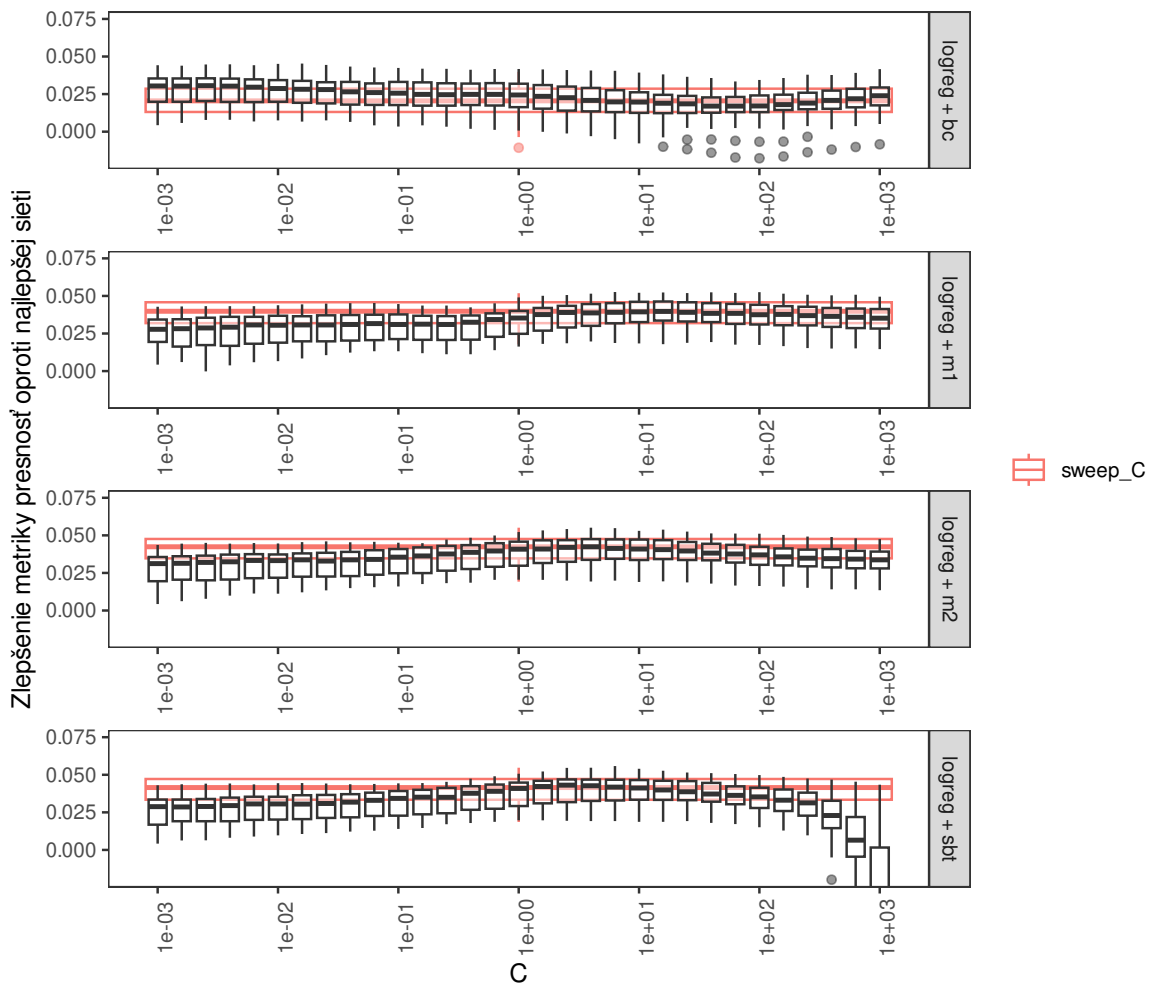 Zlepšenie metriky presnosť oproti najlepšej sieti
0.075
0.050
0.025
0.000
1e-03
1e-02
1e-01
1e+00
1e+01
1e+02
1e+03
logreg + bc
0.075
0.050
0.025
0.000
1e-03
1e-02
1e-01
1e+00
1e+01
1e+02
1e+03
logreg + m1
0.075
0.050
0.025
0.000
1e-03
1e-02
1e-01
1e+00
1e+01
1e+02
1e+03
logreg + m2
0.075
0.050
0.025
0.000
1e-03
1e-02
1e-01
1e+00
1e+01
1e+02
1e+03
logreg + sbt
C
sweep_C